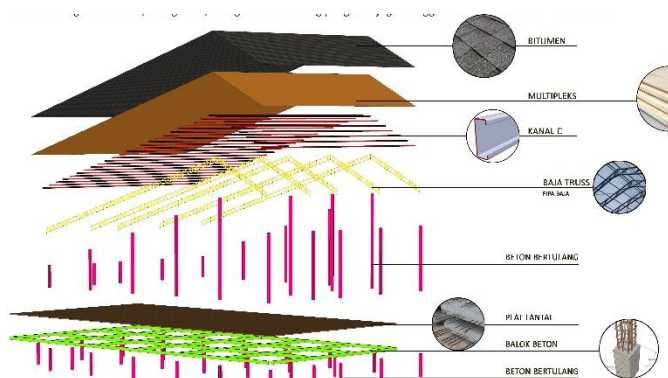 BITUMEN
MULTIPLEKS
KANAL C
BAJA TRUSS
PIPA BAJA
BETON BERTULANG
PLAT LANTAI
BALOK BETON
BETON BERTULANG